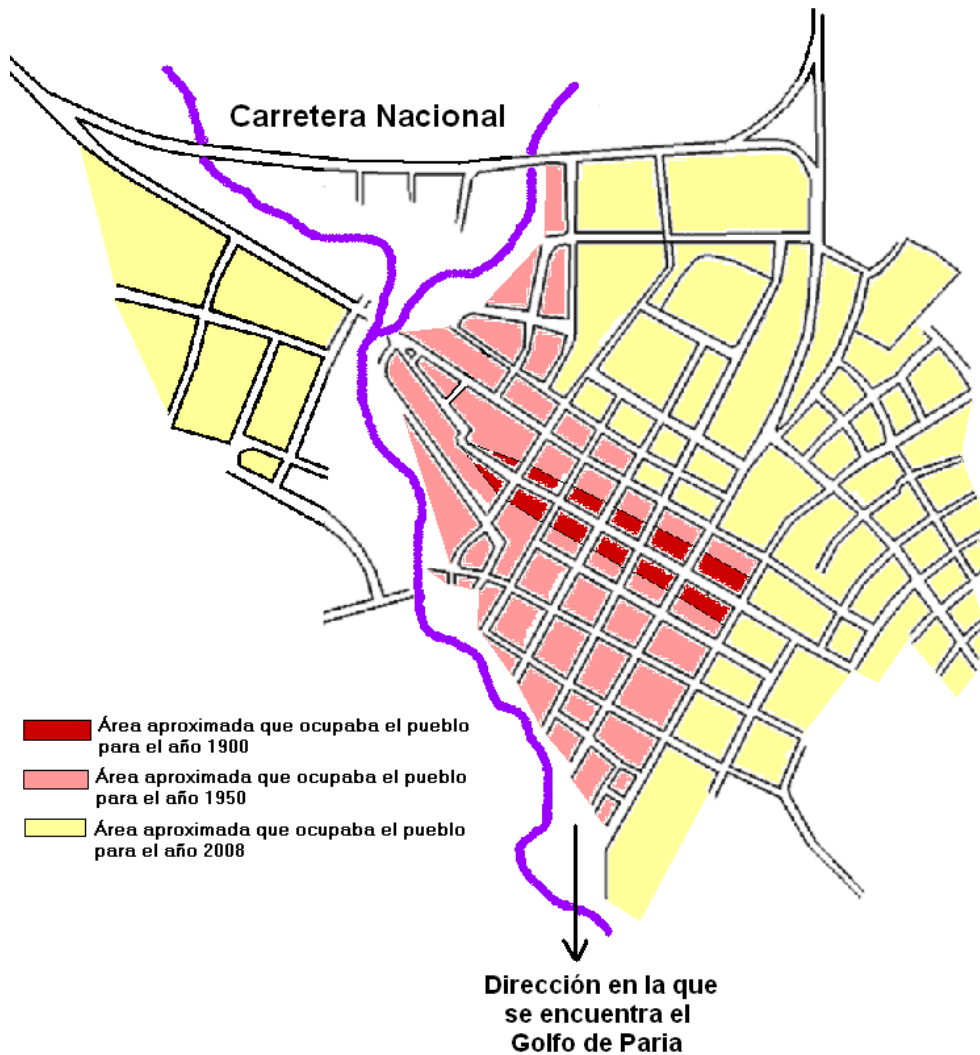 Carretera Nacional
Área aproximada que ocupaba el pueblo
para el año 1900
Área aproximada que ocupaba el pueblo
para el año 1950
Área aproximada que ocupaba el pueblo
para el año 2008
Dirección en la que
se encuentra el
Golfo de Paria